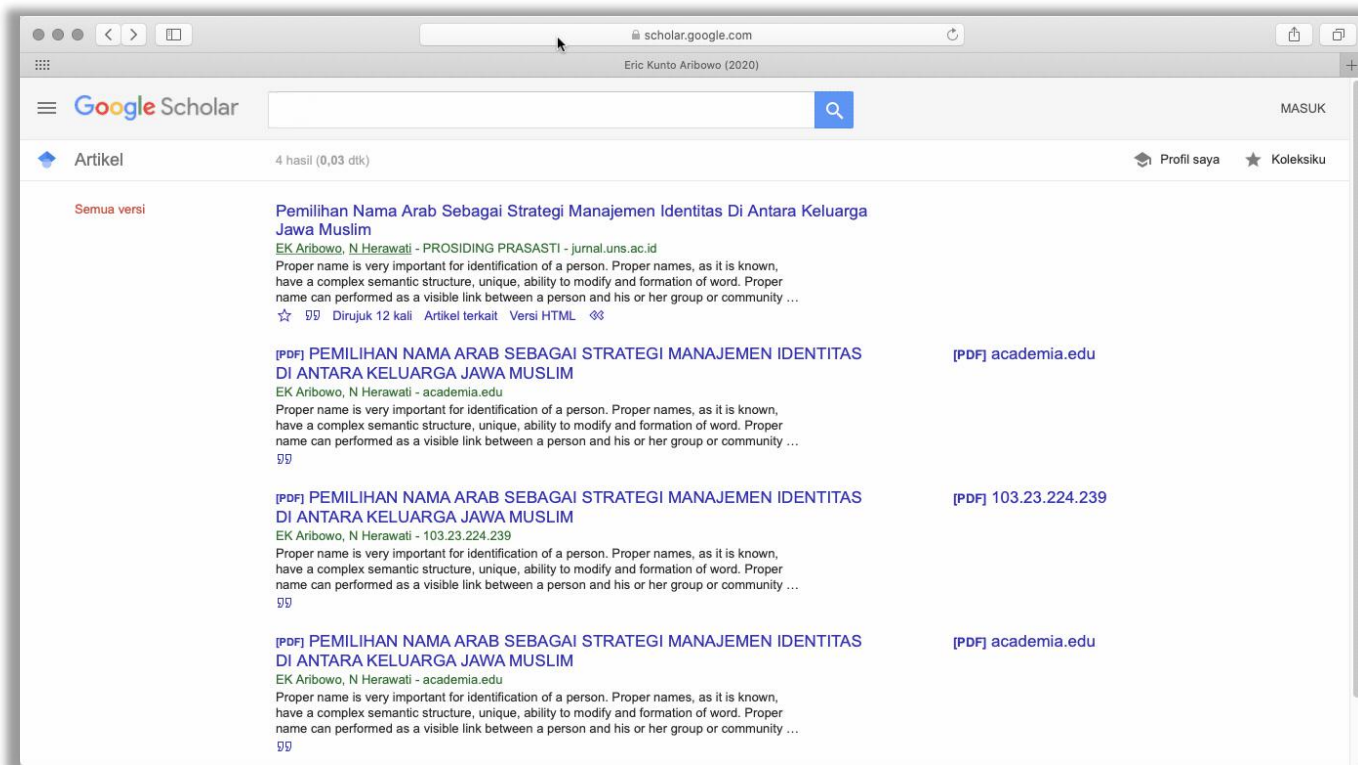 scholar.google.com
Eric Kunto Aribowo (2020)
Google Scholar
MASUK
Artikel
4 hasil (0,03 dtk)
Profil saya
Koleksiku
Semua versi
Pemilihan Nama Arab Sebagai Strategi Manajemen Identitas Di Antara Keluarga
Jawa Muslim
EK Aribowo, N Herawati - PROSIDING PRASASTI - jurnal.uns.ac.id
Proper name is very important for identification of a person. Proper names, as it is known,
have a complex semantic structure, unique, ability to modify and formation of word. Proper
name can performed as a visible link between a person and his or her group or community …
Dirujuk 12 kali Artikel terkait Versi HTML
[PDF] PEMILIHAN NAMA ARAB SEBAGAI STRATEGI MANAJEMEN IDENTITAS
DI ANTARA KELUARGA JAWA MUSLIM
[PDF] academia.edu
EK Aribowo, N Herawati - academia.edu
Proper name is very important for identification of a person. Proper names, as it is known,
have a complex semantic structure, unique, ability to modify and formation of word. Proper
name can performed as a visible link between a person and his or her group or community …
[PDF] PEMILIHAN NAMA ARAB SEBAGAI STRATEGI MANAJEMEN IDENTITAS
DI ANTARA KELUARGA JAWA MUSLIM
[PDF] 103.23.224.239
EK Aribowo, N Herawati - 103.23.224.239
Proper name is very important for identification of a person. Proper names, as it is known,
have a complex semantic structure, unique, ability to modify and formation of word. Proper
name can performed as a visible link between a person and his or her group or community …
[PDF] PEMILIHAN NAMA ARAB SEBAGAI STRATEGI MANAJEMEN IDENTITAS
DI ANTARA KELUARGA JAWA MUSLIM
[PDF] academia.edu
EK Aribowo, N Herawati - academia.edu
Proper name is very important for identification of a person. Proper names, as it is known,
have a complex semantic structure, unique, ability to modify and formation of word. Proper
name can performed as a visible link between a person and his or her group or community …